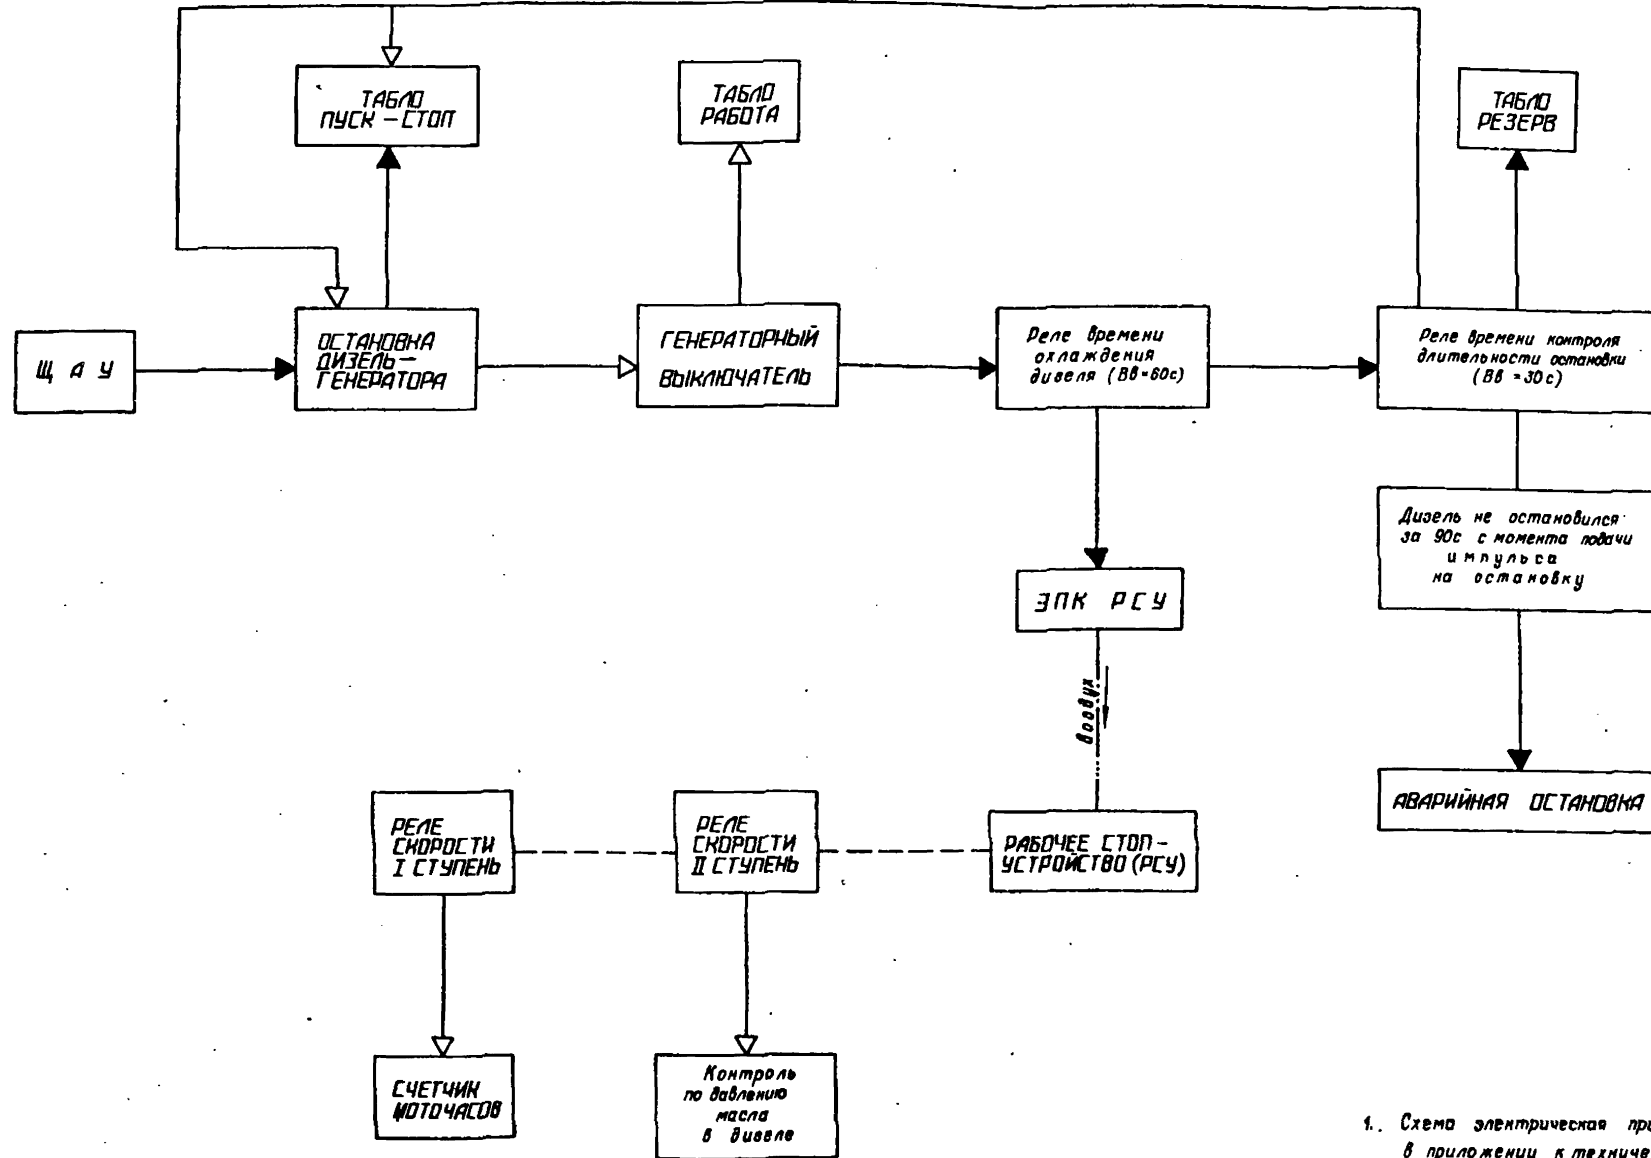 ТАБЛО
ПУСК – СТОП
ТАБЛО
РАБОТА
ТАБЛО
РЕЗЕРВ
Щ А У
ОСТАНОВКА
ДИЗЕЛЬ–
ГЕНЕРАТОРА
ГЕНЕРАТОРНЫЙ
ВЫКЛЮЧАТЕЛЬ
Реле времени
охлаждения
дизеля (Вв=60с)
Реле времени контроля
длительности остановки
(Вв =30с)
Дизель не остановился
за 90с с момента подачи
импульса
на остановку
ЭПК РСУ
Воздух
АВАРИЙНАЯ ОСТАНОВКА
РЕЛЕ
СКОРОСТИ
I СТУПЕНЬ
РЕЛЕ
СКОРОСТИ
II СТУПЕНЬ
РАБОЧЕЕ СТОП –
УСТРОЙСТВО (РСУ)
СЧЕТЧИК
МОТОЧАСОВ
Контроль
по давлению
масла
в дизеле
1. Схема электрическая
в приложении к